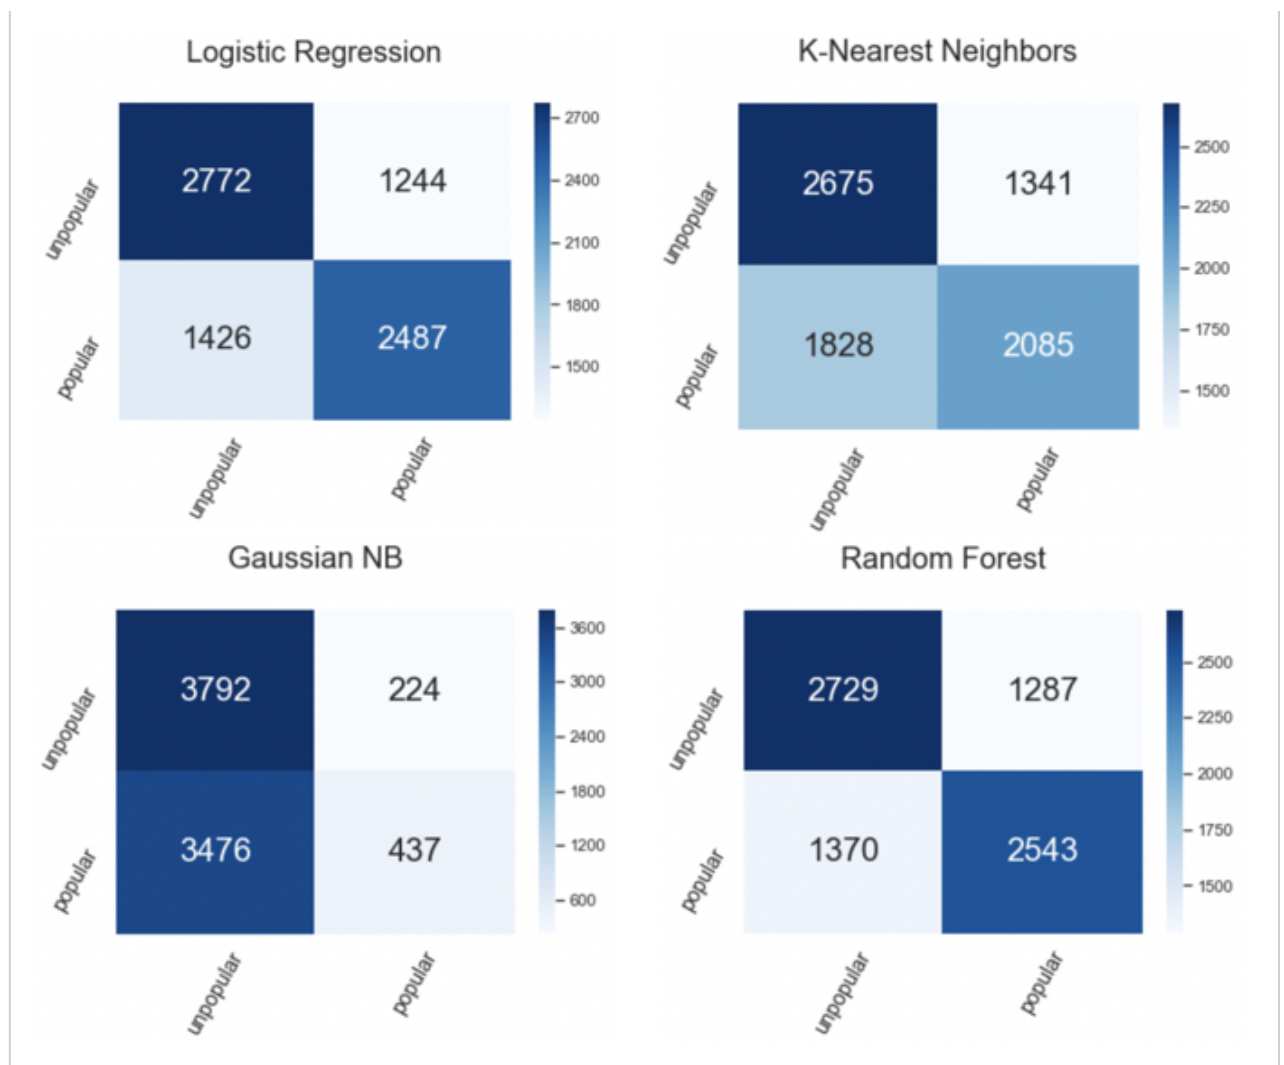 Logistic Regression
2772 1244
1426 2487
unpopular
popular
unpopular popular
2700
2400
2100
1800
1500
K-Nearest Neighbors
2675 1341
1828 2085
unpopular
popular
unpopular popular
2500
2250
2000
1750
1500
Gaussian NB
3792 224
3476 437
unpopular
popular
unpopular popular
3600
3000
2400
1800
1200
600
Random Forest
2729 1287
1370 2543
unpopular
popular
unpopular popular
2500
2250
2000
1750
1500